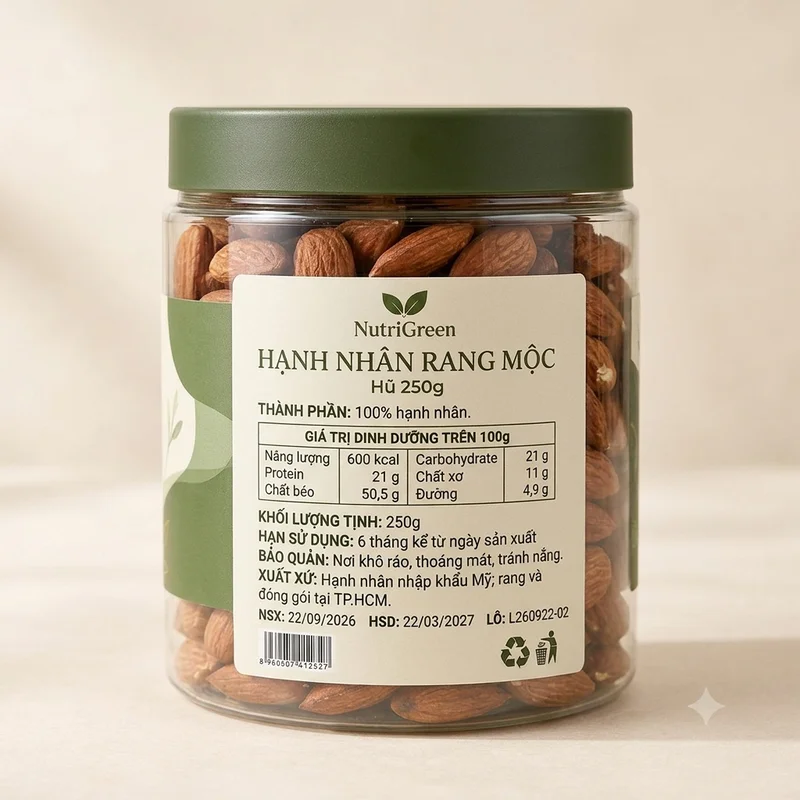 NutriGreen
HẠNH NHÂN RANG MỘC
Hũ 250g
THÀNH PHẦN: 100% hạnh nhân.
GIÁ TRỊ DINH DƯỠNG TRÊN 100g
Năng lượng 600 kcal Carbohydrate 21 g
Protein 21 g Chất xơ 11 g
Chất béo 50,5 g Đường 4,9 g
KHỐI LƯỢNG TỊNH: 250g
HẠN SỬ DỤNG: 6 tháng kể từ ngày sản xuất
BẢO QUẢN: Nơi khô ráo, thoáng mát, tránh nắng.
XUẤT XỨ: Hạnh nhân nhập khẩu Mỹ; rang và
đóng gói tại TP.HCM.
NSX: 22/09/2026 HSD: 22/03/2027 LÔ: L260922-02
8 960507 412527